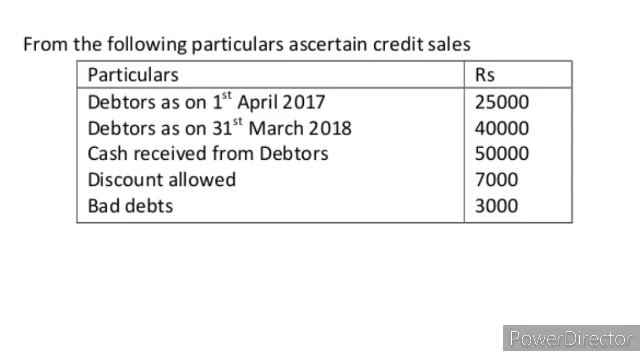 From the following particulars ascertain credit sales
Particulars Rs
Debtors as on 1st April 2017 25000
Debtors as on 31st March 2018 40000
Cash received from Debtors 50000
Discount allowed 7000
Bad debts 3000
PowerDirector